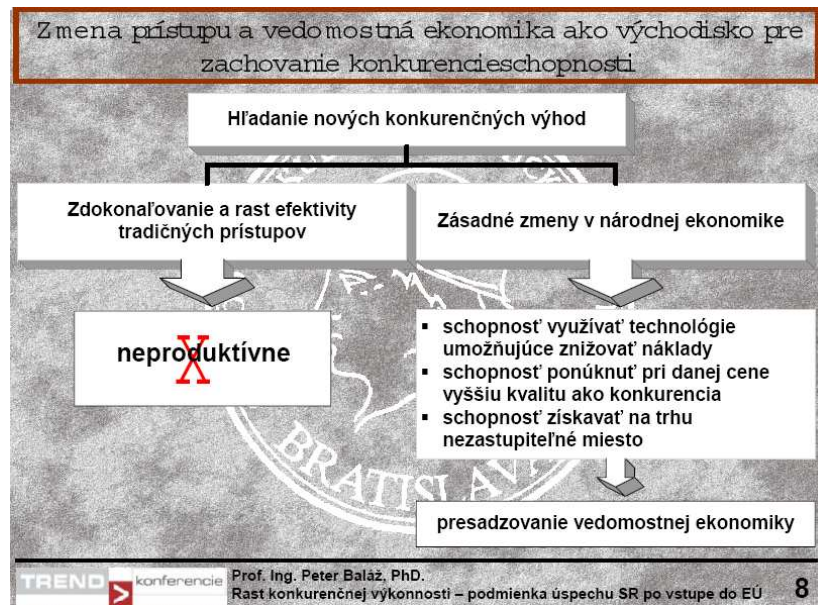 Zmena prístupu a vedomostná ekonomika ako východisko pre
zachovanie konkurencieschopnosti
Hľadanie nových konkurenčných výhod
Zdokonaľovanie a rast efektivity
tradičných prístupov
Zásadné zmeny v národnej ekonomike
neproduktívne
X
▪ schopnosť využívať technológie
umožňujúce znižovať náklady
▪ schopnosť ponúknuť pri danej cene
vyššiu kvalitu ako konkurencia
▪ schopnosť získavať na trhu
nezastupiteľné miesto
BRATISLAVA
presadzovanie vedomostnej ekonomiky
TREND konferencie
Prof. Ing. Peter Baláž, PhD.
Rast konkurenčnej výkonnosti – podmienka úspechu SR po vstupe do EÚ
8